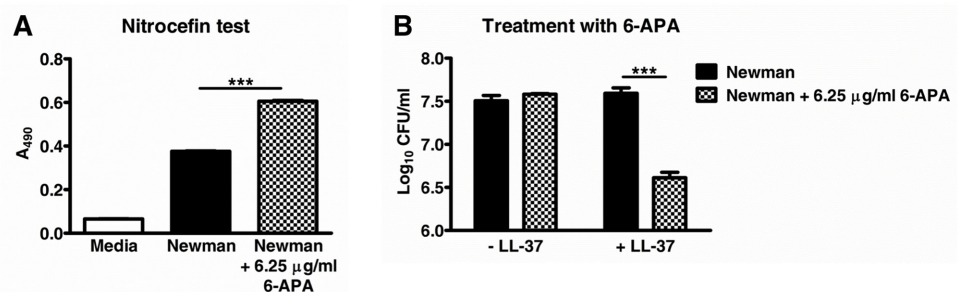 A
Nitrocefin test
0.8
0.6
0.4
0.2
0.0
A490
***
Media
Newman
Newman
+ 6.25 μg/ml
6-APA
B
Treatment with 6-APA
8.0
7.5
7.0
6.5
6.0
Log10 CFU/ml
***
- LL-37
+ LL-37
Newman
Newman + 6.25 μg/ml 6-APA